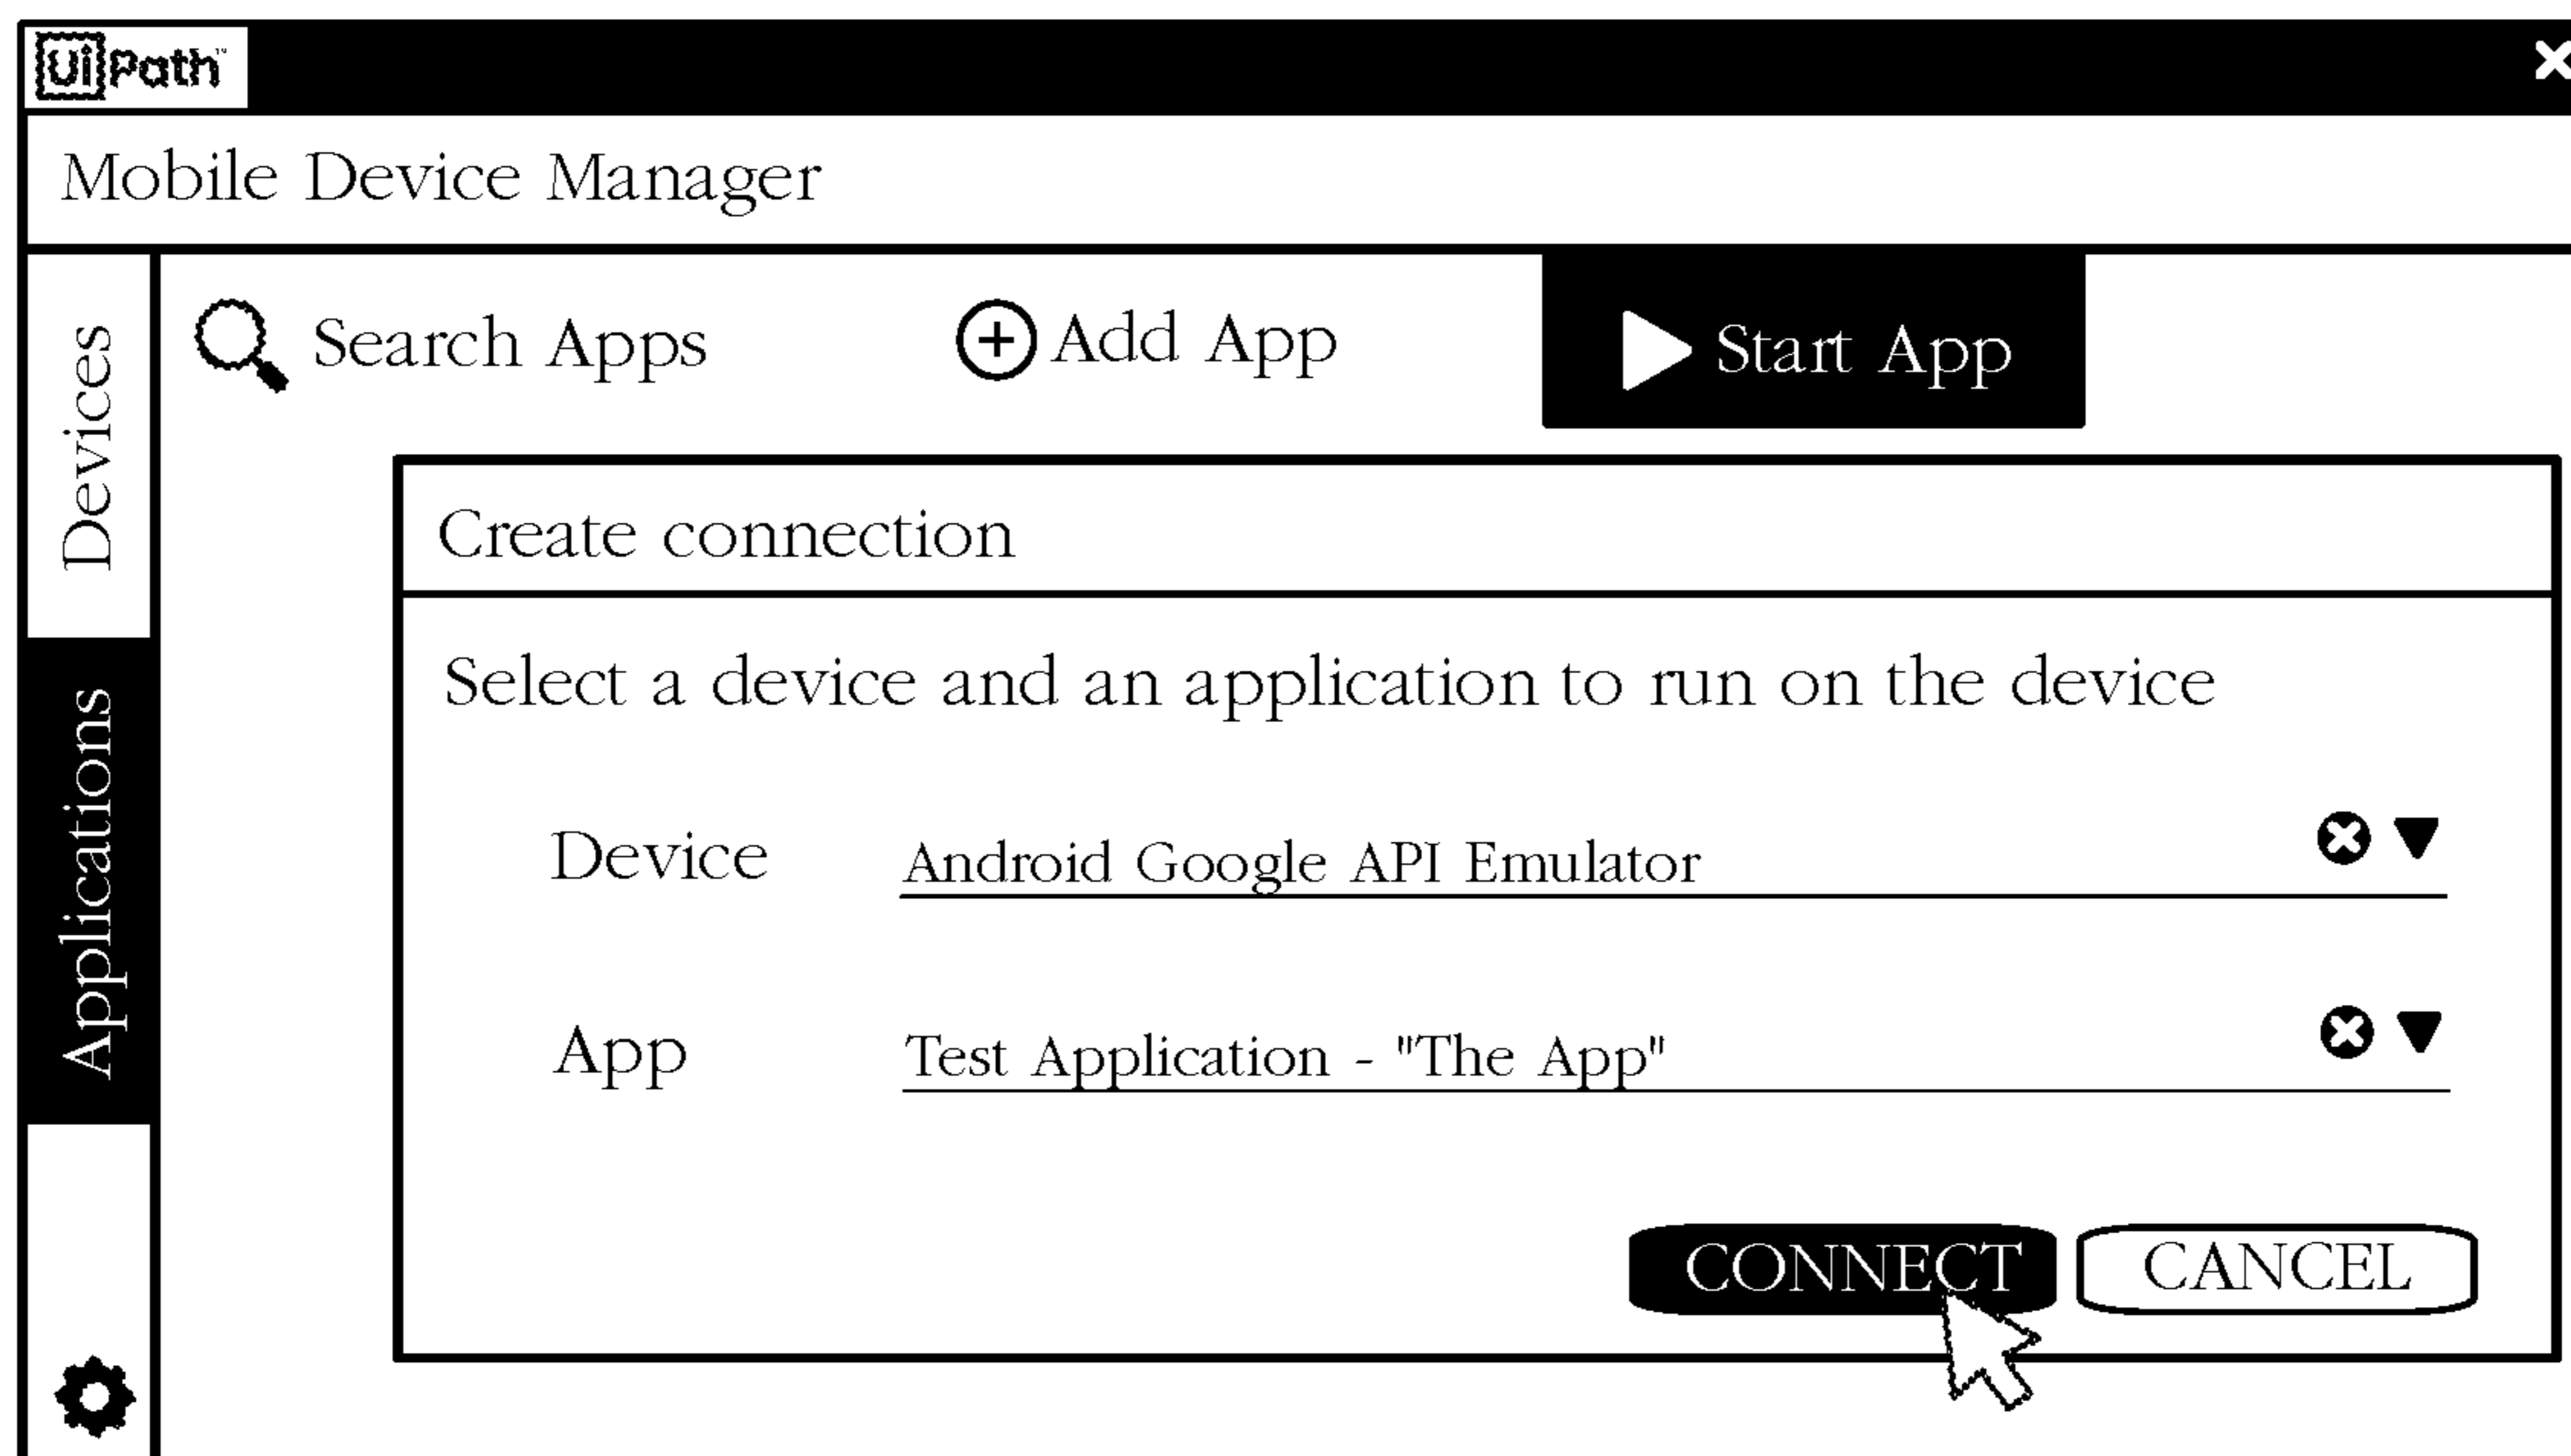 UiPath™
Mobile Device Manager
Devices
Applications
Search Apps
Add App
Start App
Create connection
Select a device and an application to run on the device
Device Android Google API Emulator
App Test Application - "The App"
CONNECT CANCEL